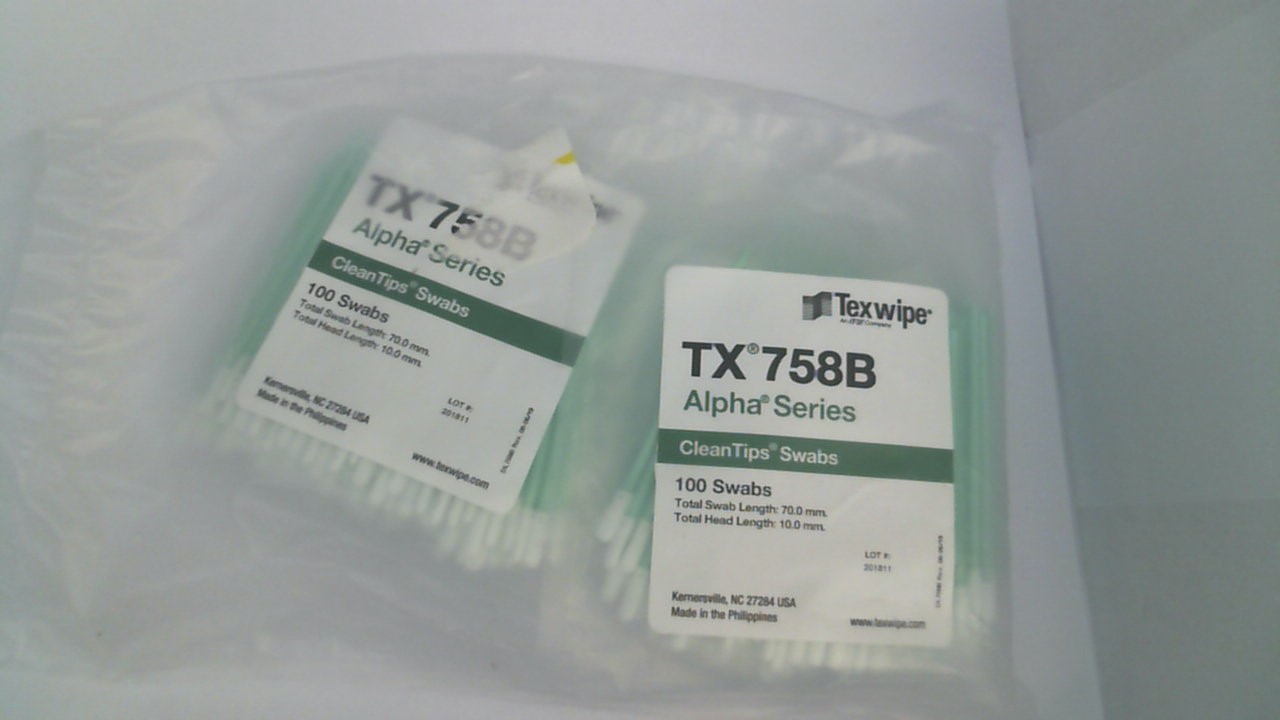 TX® 758B
Alpha® Series
CleanTips® Swabs
100 Swabs
Total Swab Length: 70.0 mm.
Total Head Length: 10.0 mm.
Kernersville, NC 27284 USA
Made in the Philippines
LOT #:
201811
www.texwipe.com
Texwipe®
An ITW Company
TX® 758B
Alpha® Series
CleanTips® Swabs
100 Swabs
Total Swab Length: 70.0 mm.
Total Head Length: 10.0 mm.
LOT #:
201811
Kernersville, NC 27284 USA
Made in the Philippines
www.texwipe.com